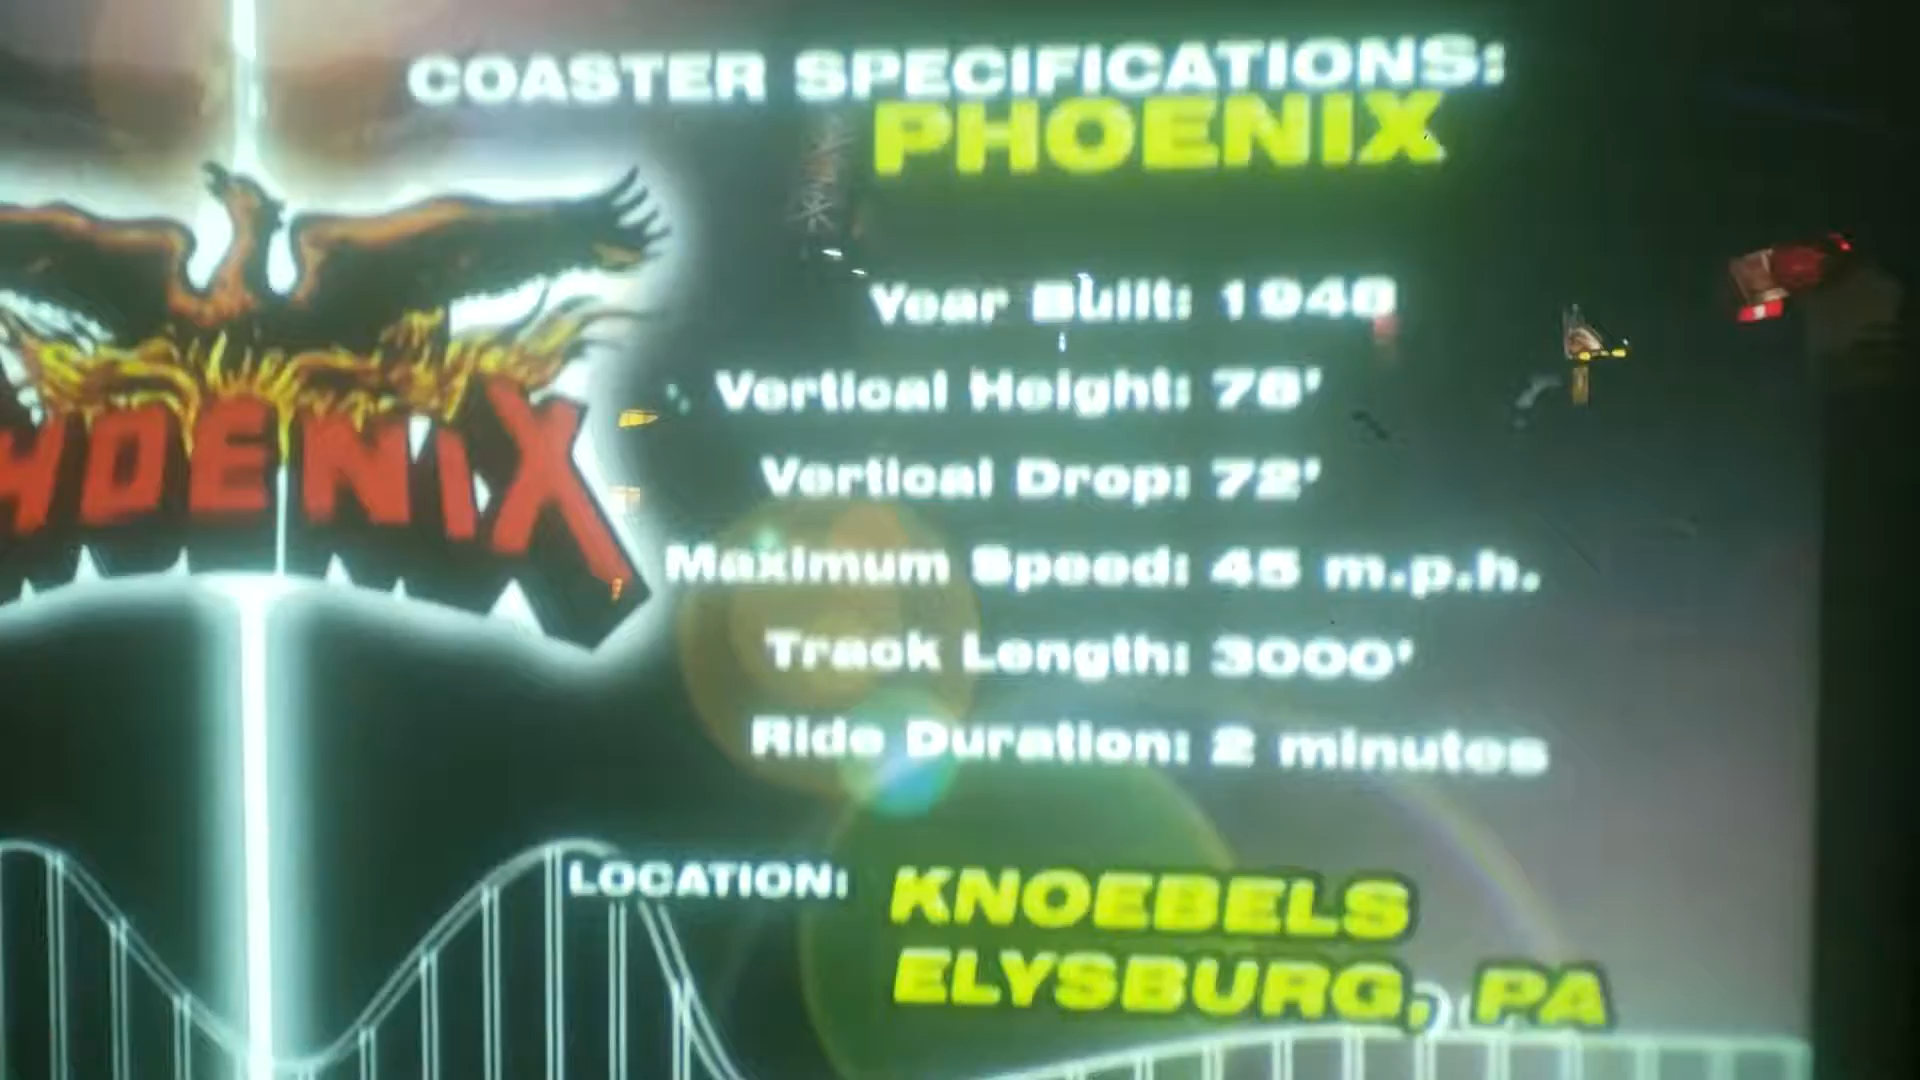 COASTER SPECIFICATIONS:
PHOENIX
Year Built: 1948
Vertical Height: 78'
Vertical Drop: 72'
Maximum Speed: 45 m.p.h.
Track Length: 3000'
Ride Duration: 2 minutes
PHOENIX
LOCATION: KNOEBELS
ELYSBURG, PA